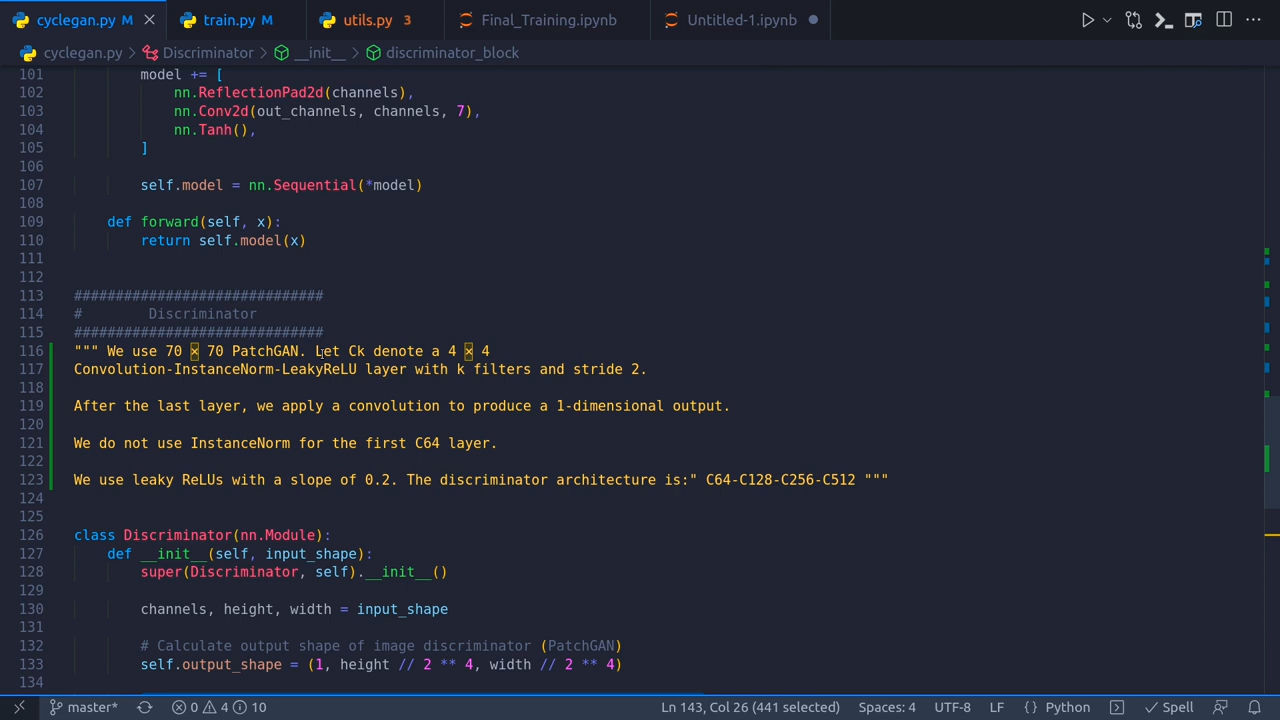 cyclegan.py M
train.py M
utils.py 3
Final_Training.ipynb
Untitled-1.ipynb
cyclegan.py > Discriminator > __init__ > discriminator_block
101 model += [
102 nn.ReflectionPad2d(channels),
103 nn.Conv2d(out_channels, channels, 7),
104 nn.Tanh(),
105 ]
106
107 self.model = nn.Sequential(*model)
108
109 def forward(self, x):
110 return self.model(x)
111
112
113 ##############################
114 # Discriminator
115 ##############################
116 """ We use 70 × 70 PatchGAN. Let Ck denote a 4 × 4
117 Convolution-InstanceNorm-LeakyReLU layer with k filters and stride 2.
118
119 After the last layer, we apply a convolution to produce a 1-dimensional output.
120
121 We do not use InstanceNorm for the first C64 layer.
122
123 We use leaky ReLUs with a slope of 0.2. The discriminator architecture is:" C64-C128-C256-C512 """
124
125
126 class Discriminator(nn.Module):
127 def __init__(self, input_shape):
128 super(Discriminator, self).__init__()
129
130 channels, height, width = input_shape
131
132 # Calculate output shape of image discriminator (PatchGAN)
133 self.output_shape = (1, height // 2 ** 4, width // 2 ** 4)
134
master* 0 4 10 Ln 143, Col 26 (441 selected) Spaces: 4 UTF-8 LF {} Python Spell